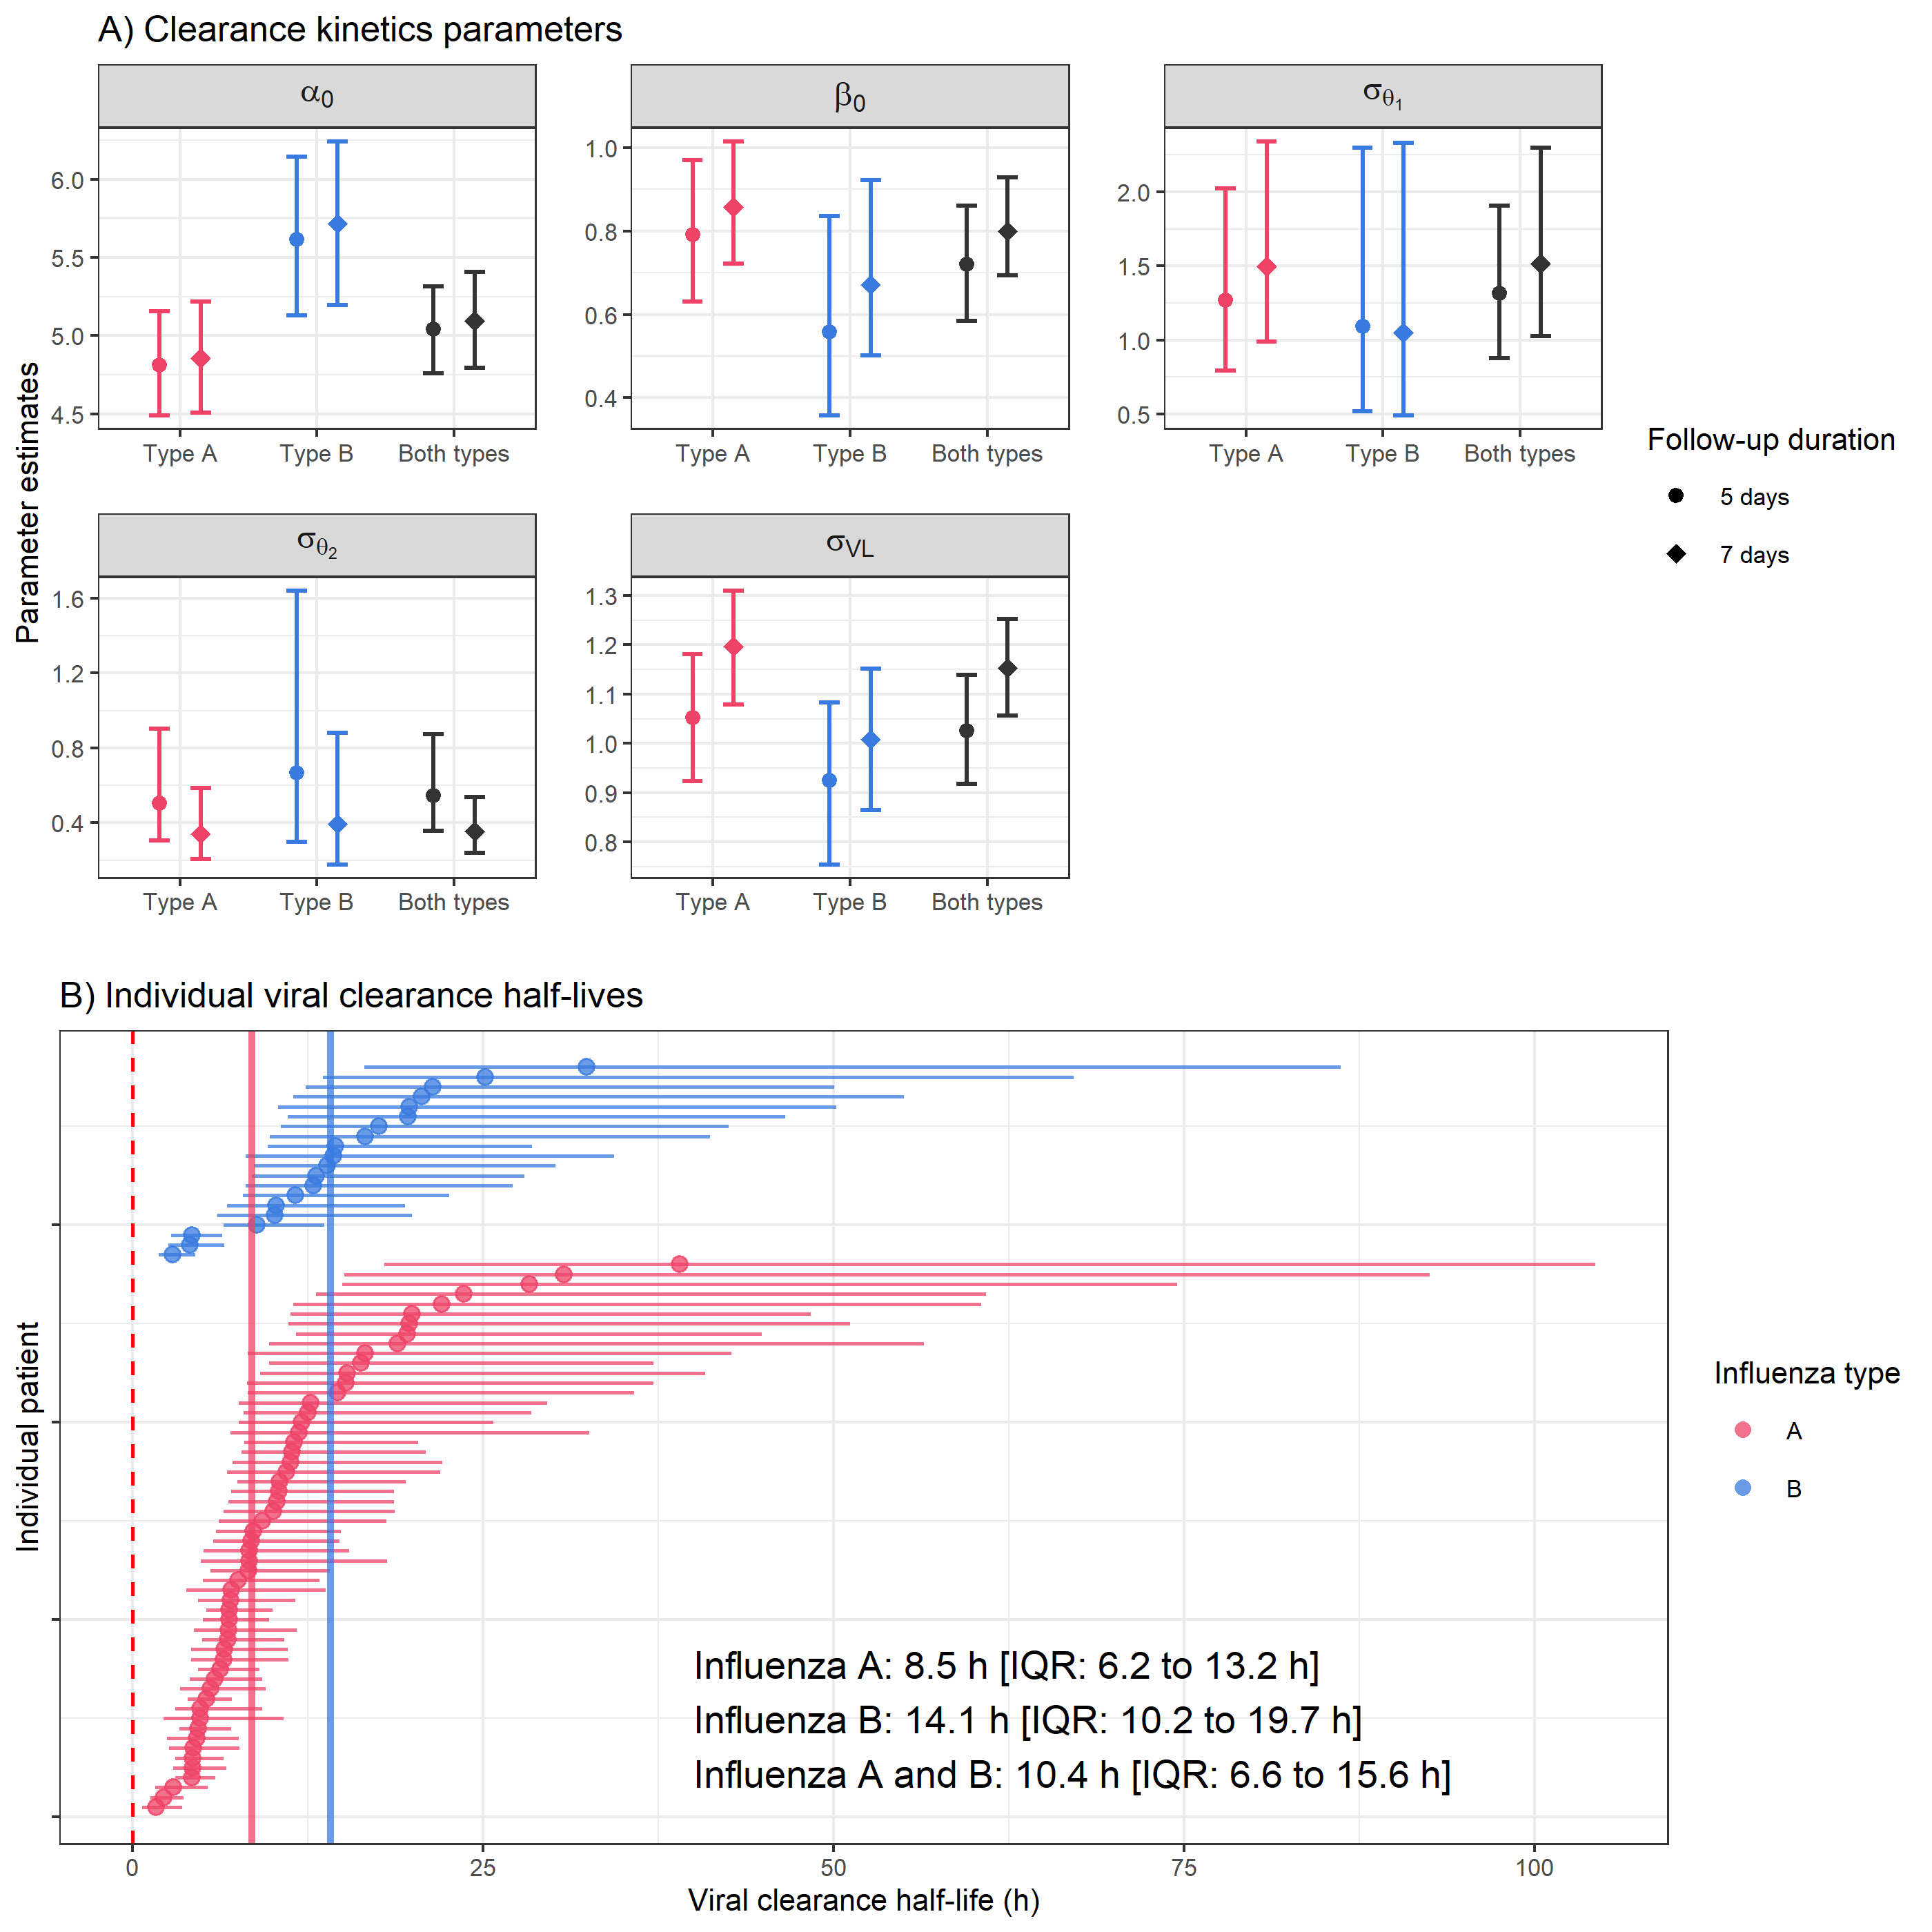 A) Clearance kinetics parameters
α0
β0
σθ1
6.0
5.5
5.0
4.5
1.0
0.8
0.6
0.4
2.0
1.5
1.0
0.5
Type A
Type B
Both types
Type A
Type B
Both types
Type A
Type B
Both types
Parameter estimates
σθ2
σVL
1.6
1.2
0.8
0.4
1.3
1.2
1.1
1.0
0.9
0.8
Type A
Type B
Both types
Type A
Type B
Both types
Follow-up duration
5 days
7 days
B) Individual viral clearance half-lives
Individual patient
Influenza A: 8.5 h [IQR: 6.2 to 13.2 h]
Influenza B: 14.1 h [IQR: 10.2 to 19.7 h]
Influenza A and B: 10.4 h [IQR: 6.6 to 15.6 h]
0
25
50
75
100
Viral clearance half-life (h)
Influenza type
A
B